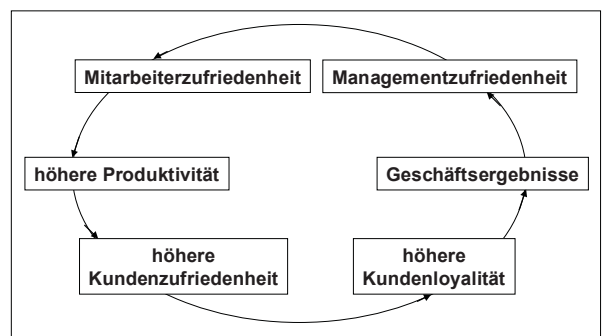 Mitarbeiterzufriedenheit
Managementzufriedenheit
höhere Produktivität
Geschäftsergebnisse
höhere
Kundenzufriedenheit
höhere
Kundenloyalität